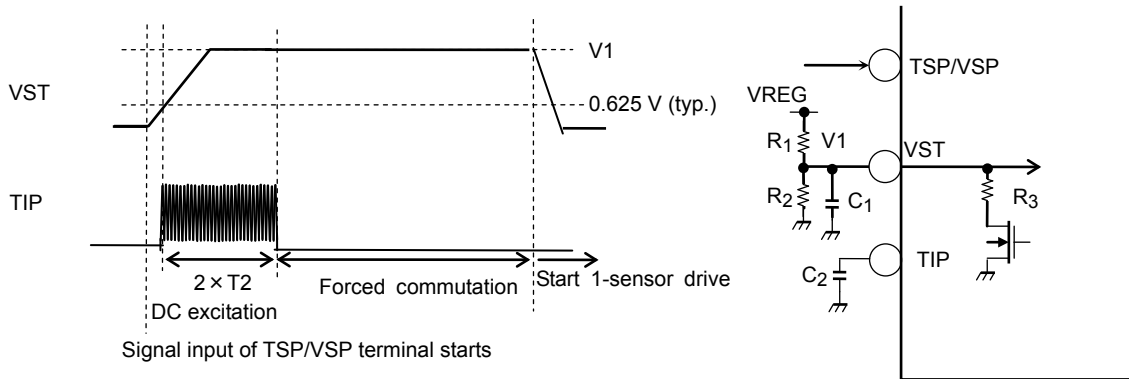 VST
V1
0.625 V (typ.)
TIP
2 × T2
DC excitation
Forced commutation
Start 1-sensor drive
Signal input of TSP/VSP terminal starts
TSP/VSP
VREG
R1
V1
VST
R2
C1
R3
TIP
C2